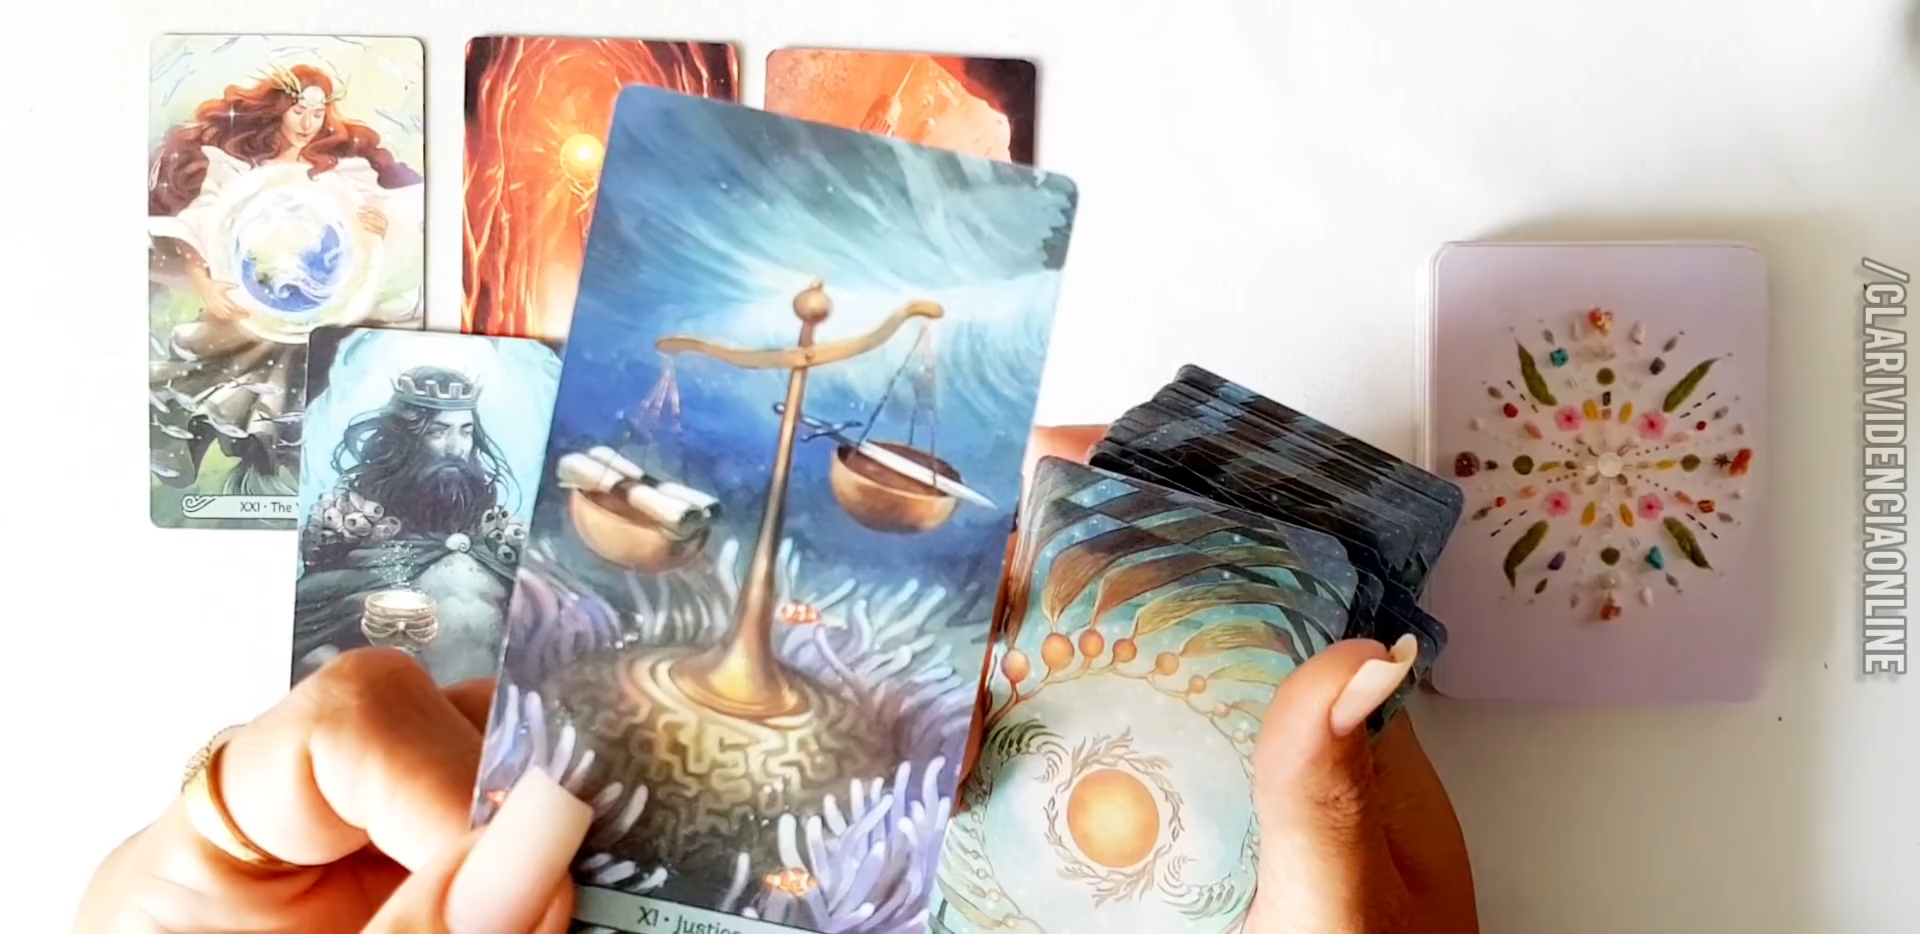 XXI · The
XI · Justice
/CLARIVIDENCIAONLINE